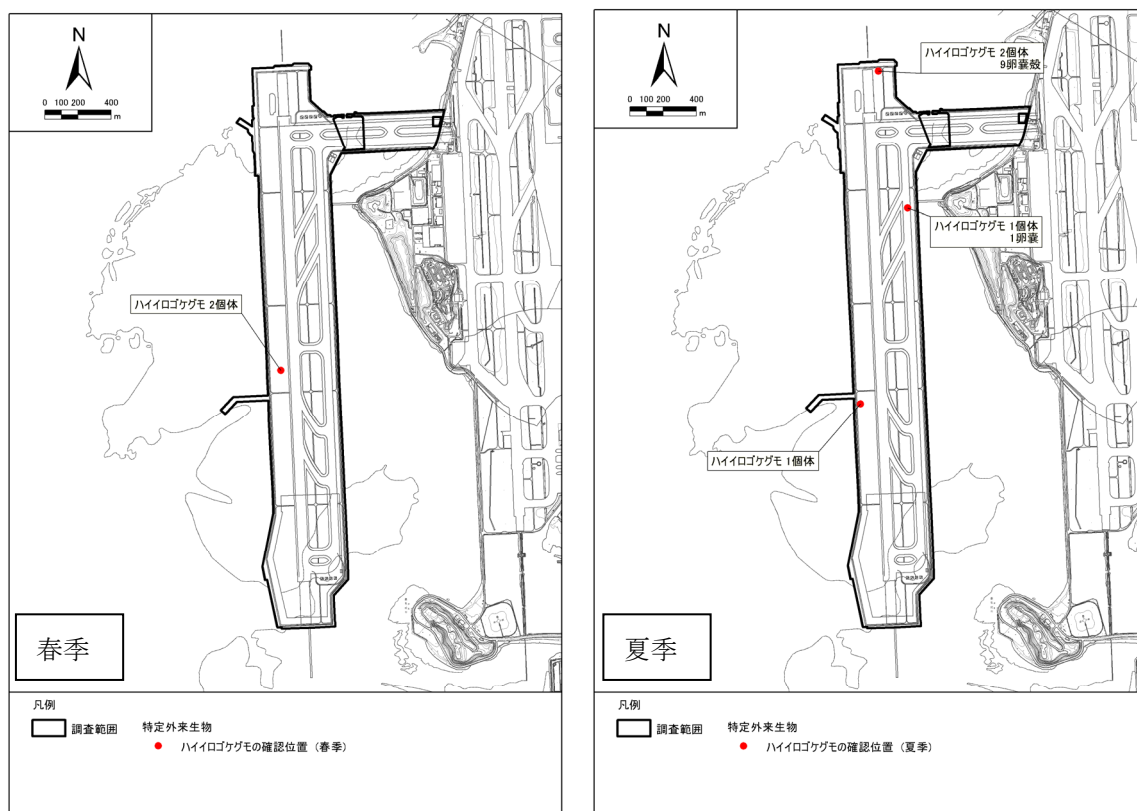 N
0 100 200 400
m
ハイイロゴケグモ 2個体
春季
凡例
調査範囲
特定外来生物
ハイイロゴケグモの確認位置（春季）
N
0 100 200 400
m
ハイイロゴケグモ 2個体
9卵嚢殻
ハイイロゴケグモ 1個体
1卵嚢
ハイイロゴケグモ 1個体
夏季
凡例
調査範囲
特定外来生物
ハイイロゴケグモの確認位置（夏季）